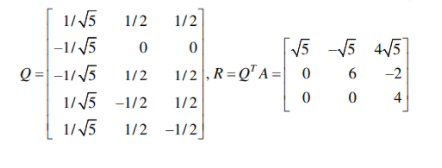 Q = [ 1/√5 1/2 1/2
−1/√5 0 0
−1/√5 1/2 1/2
1/√5 −1/2 1/2
1/√5 1/2 −1/2 ], R = QᵀA = [ √5 −√5 4√5
0 6 −2
0 0 4 ]